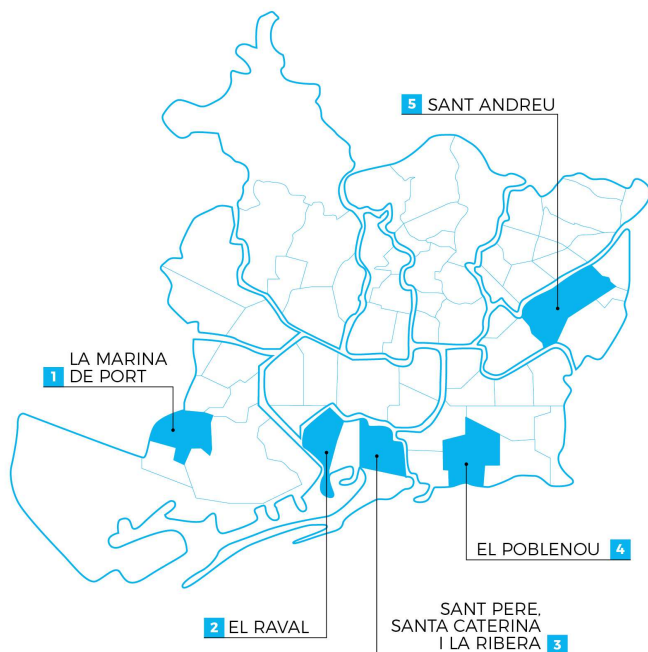 5 SANT ANDREU
LA MARINA
1 DE PORT
EL POBLENOU 4
2 EL RAVAL
SANT PERE,
SANTA CATERINA
I LA RIBERA 3